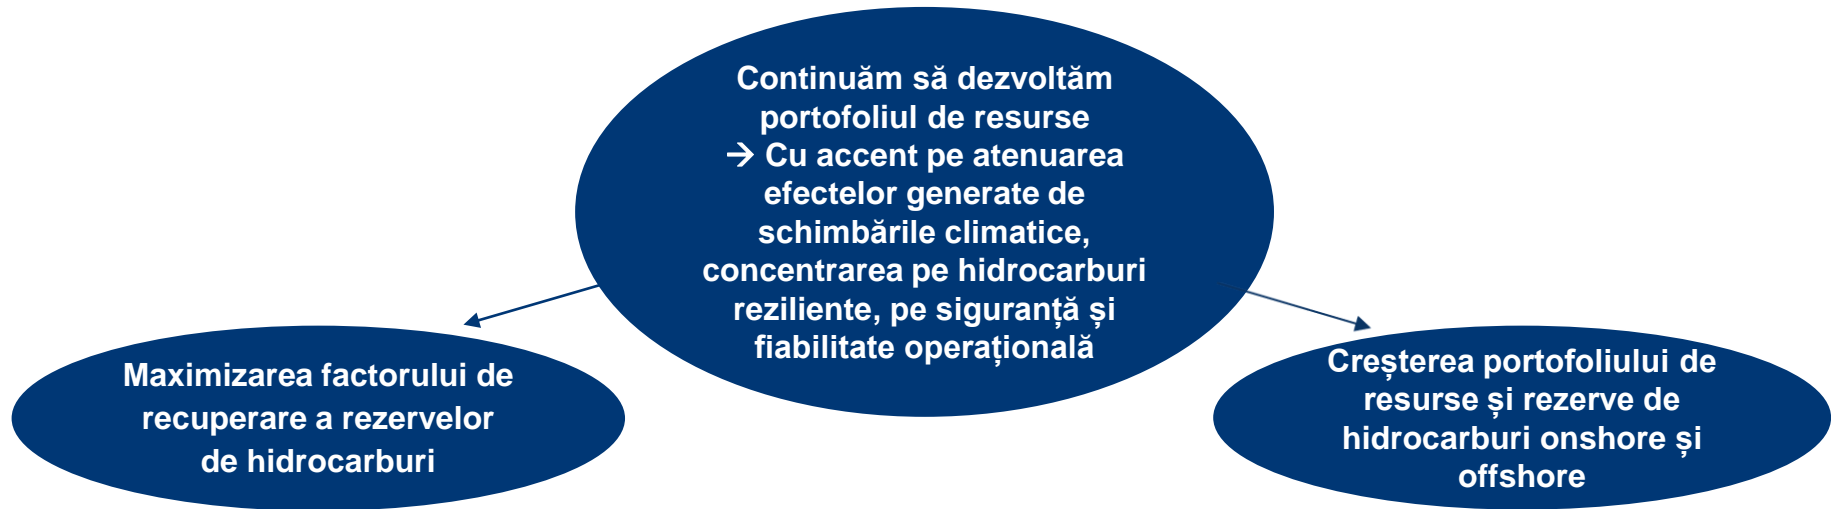 Continuăm să dezvoltăm
portofoliul de resurse
→ Cu accent pe atenuarea
efectelor generate de
schimbările climatice,
concentrarea pe hidrocarburi
reziliente, pe siguranță și
fiabilitate operațională
Maximizarea factorului de
recuperare a rezervelor
de hidrocarburi
Creșterea portofoliului de
resurse și rezerve de
hidrocarburi onshore și
offshore